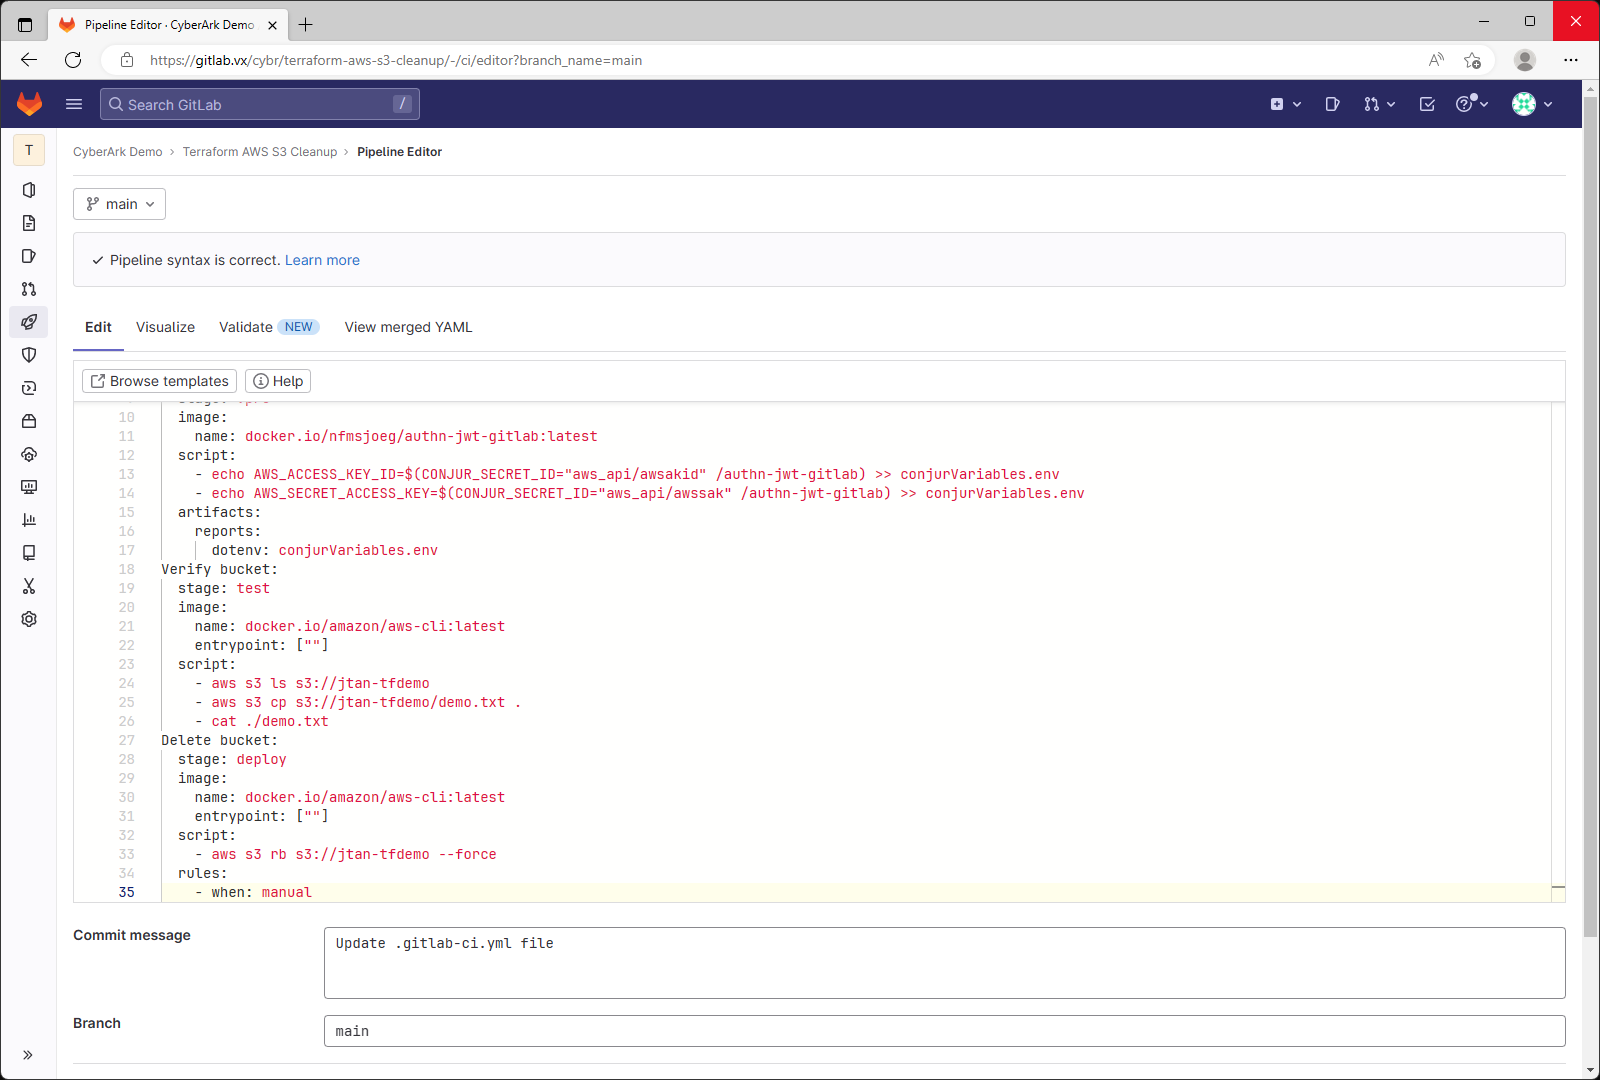 Pipeline Editor · CyberArk Demo
https://gitlab.vx/cybr/terraform-aws-s3-cleanup/-/ci/editor?branch_name=main
Search GitLab /
T
CyberArk Demo › Terraform AWS S3 Cleanup › Pipeline Editor
main
Pipeline syntax is correct. Learn more
Edit Visualize Validate NEW View merged YAML
Browse templates Help
10 image:
11 name: docker.io/nfmsjoeg/authn-jwt-gitlab:latest
12 script:
13 - echo AWS_ACCESS_KEY_ID=$(CONJUR_SECRET_ID="aws_api/awsakid" /authn-jwt-gitlab) >> conjurVariables.env
14 - echo AWS_SECRET_ACCESS_KEY=$(CONJUR_SECRET_ID="aws_api/awssak" /authn-jwt-gitlab) >> conjurVariables.env
15 artifacts:
16 reports:
17 dotenv: conjurVariables.env
18 Verify bucket:
19 stage: test
20 image:
21 name: docker.io/amazon/aws-cli:latest
22 entrypoint: [""]
23 script:
24 - aws s3 ls s3://jtan-tfdemo
25 - aws s3 cp s3://jtan-tfdemo/demo.txt .
26 - cat ./demo.txt
27 Delete bucket:
28 stage: deploy
29 image:
30 name: docker.io/amazon/aws-cli:latest
31 entrypoint: [""]
32 script:
33 - aws s3 rb s3://jtan-tfdemo --force
34 rules:
35 - when: manual
Commit message
Update .gitlab-ci.yml file
Branch
main